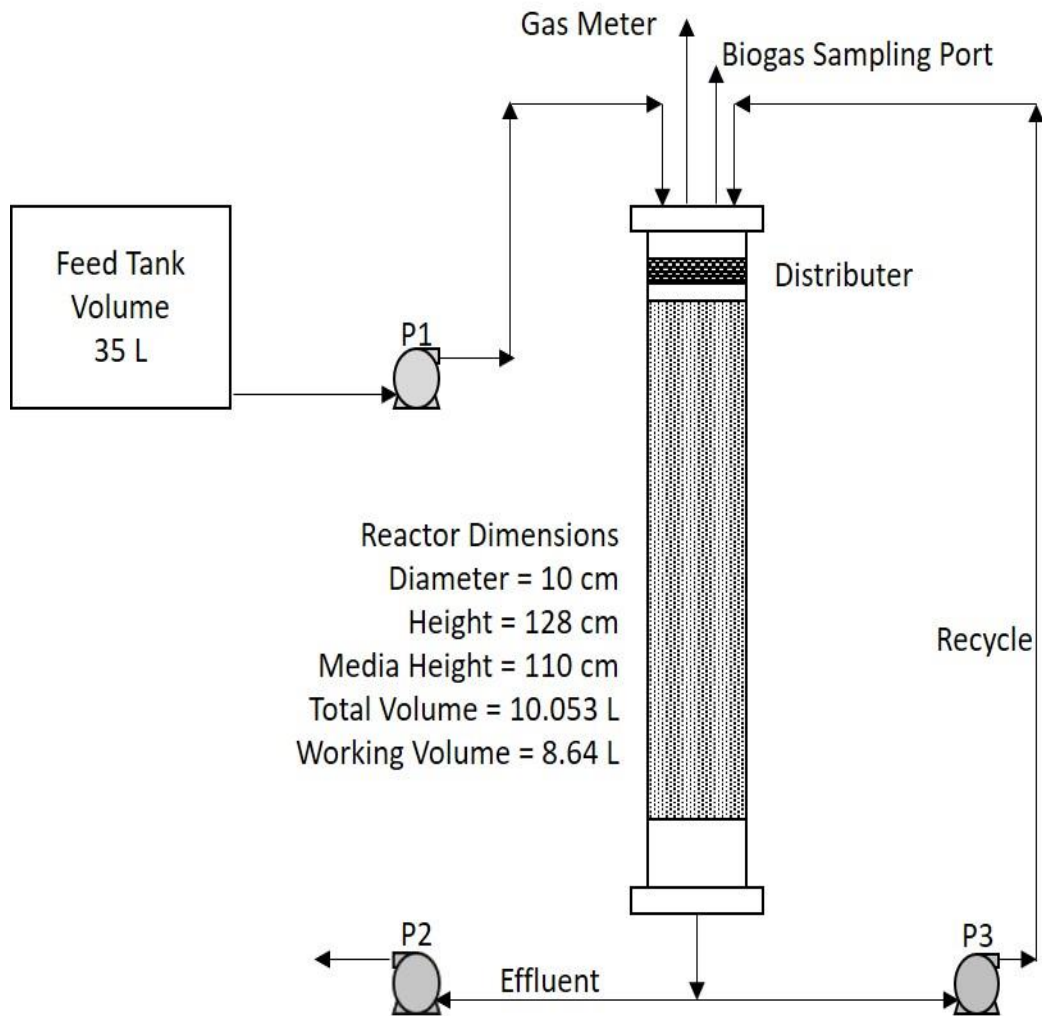 Gas Meter
Biogas Sampling Port
Feed Tank
Volume
35 L
P1
Distributer
Reactor Dimensions
Diameter = 10 cm
Height = 128 cm
Media Height = 110 cm
Total Volume = 10.053 L
Working Volume = 8.64 L
Recycle
P2
Effluent
P3